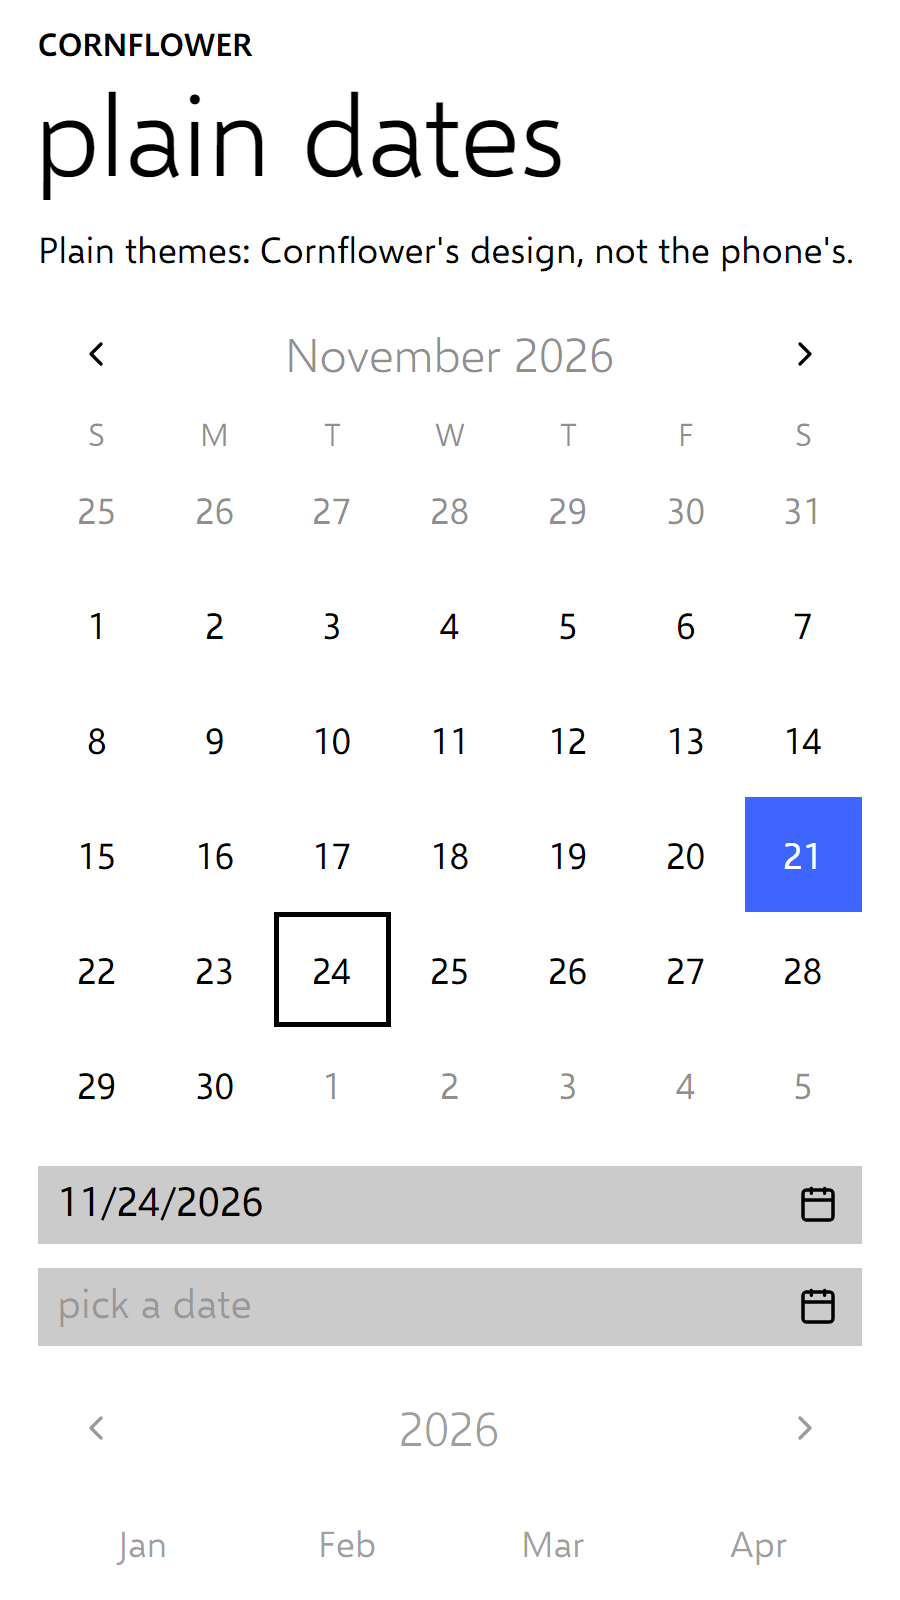 CORNFLOWER
plain dates
Plain themes: Cornflower's design, not the phone's.
November 2026
S M T W T F S
25 26 27 28 29 30 31
1 2 3 4 5 6 7
8 9 10 11 12 13 14
15 16 17 18 19 20 21
22 23 24 25 26 27 28
29 30 1 2 3 4 5
11/24/2026
pick a date
2026
Jan Feb Mar Apr